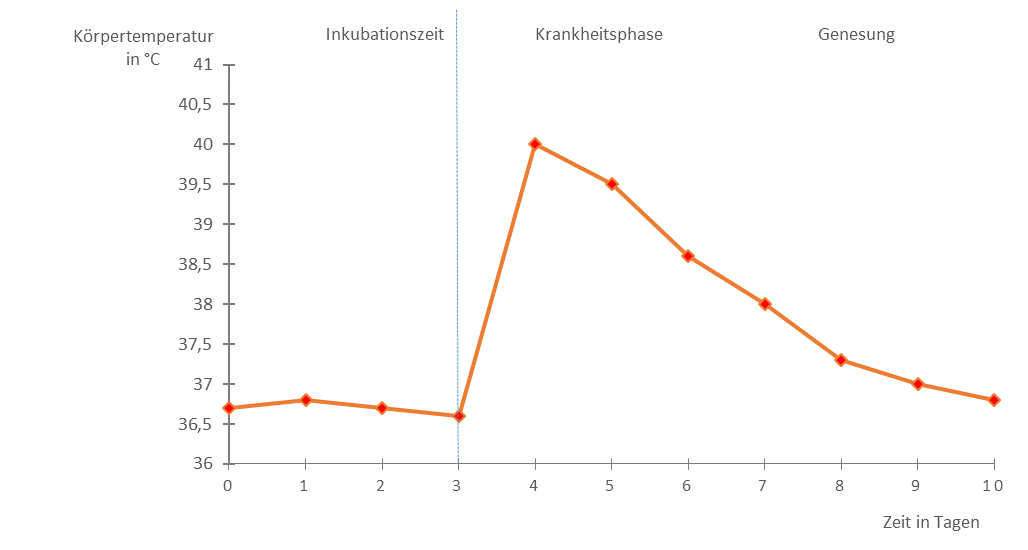 Körpertemperatur
in °C
Inkubationszeit
Krankheitsphase
Genesung
41
40,5
40
39,5
39
38,5
38
37,5
37
36,5
36
0 1 2 3 4 5 6 7 8 9 10
Zeit in Tagen